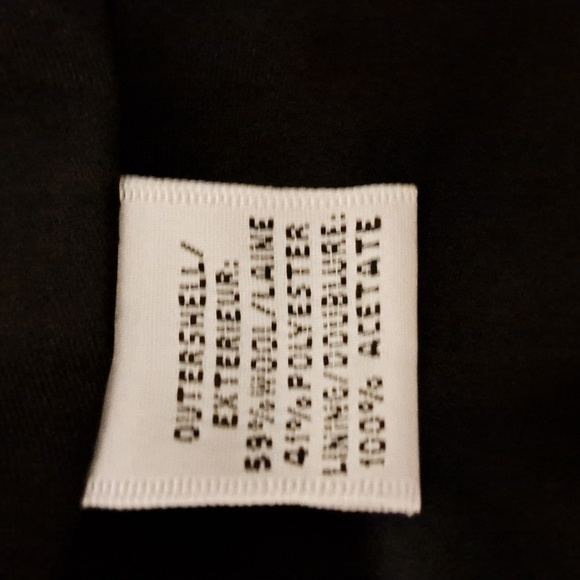 OUTERSHELL/
EXTERIEUR:
59%WOOL/LAINE
41%POLYESTER
LINING/DOUBLURE:
100% ACETATE